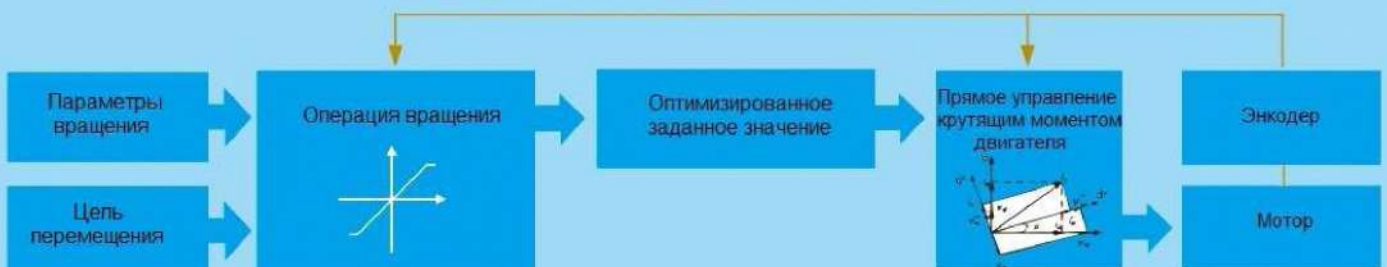 Параметры
вращения
Цель
перемещения
Операция вращения
Оптимизированное
заданное значение
Прямое управление
крутящим моментом
двигателя
Энкодер
Мотор